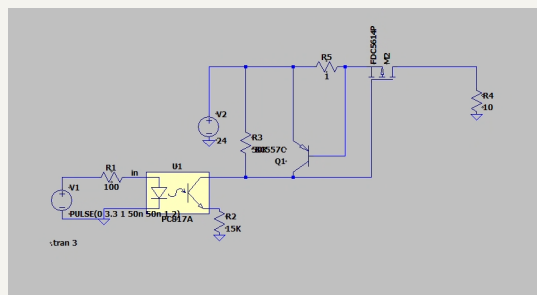 FDC5614P
M2
R5
1
R4
10
V2
24
R3
Q1
U1
R1
100
in
V1
PULSE(0 3.3 1 50n 50n 1 2)
PC817A
R2
15K
.tran 3